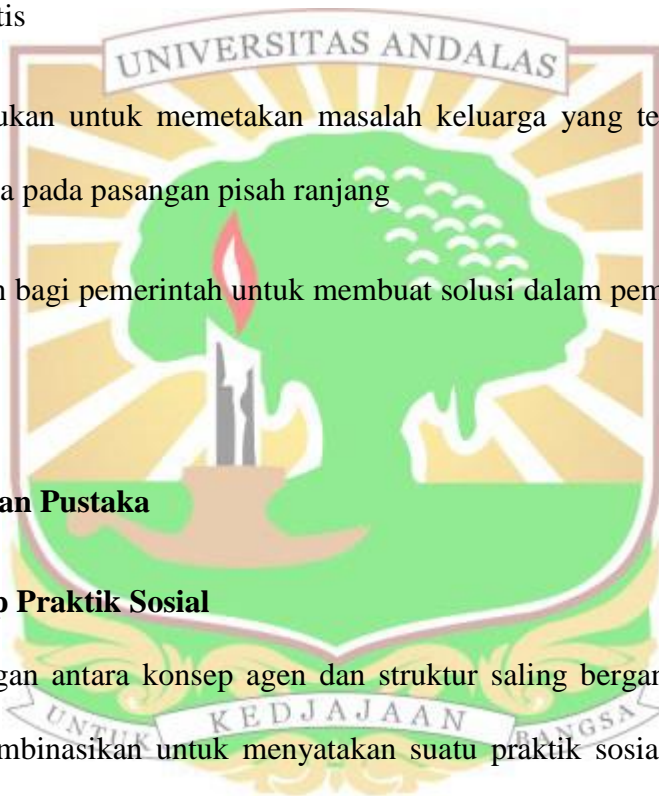 tis
UNIVERSITAS ANDALAS
ukan untuk memetakan masalah keluarga yang te
a pada pasangan pisah ranjang
n bagi pemerintah untuk membuat solusi dalam pem
an Pustaka
p Praktik Sosial
gan antara konsep agen dan struktur saling bergan
UNTUK KEDJAJAAN BANGSA
mbinasikan untuk menyatakan suatu praktik sosia